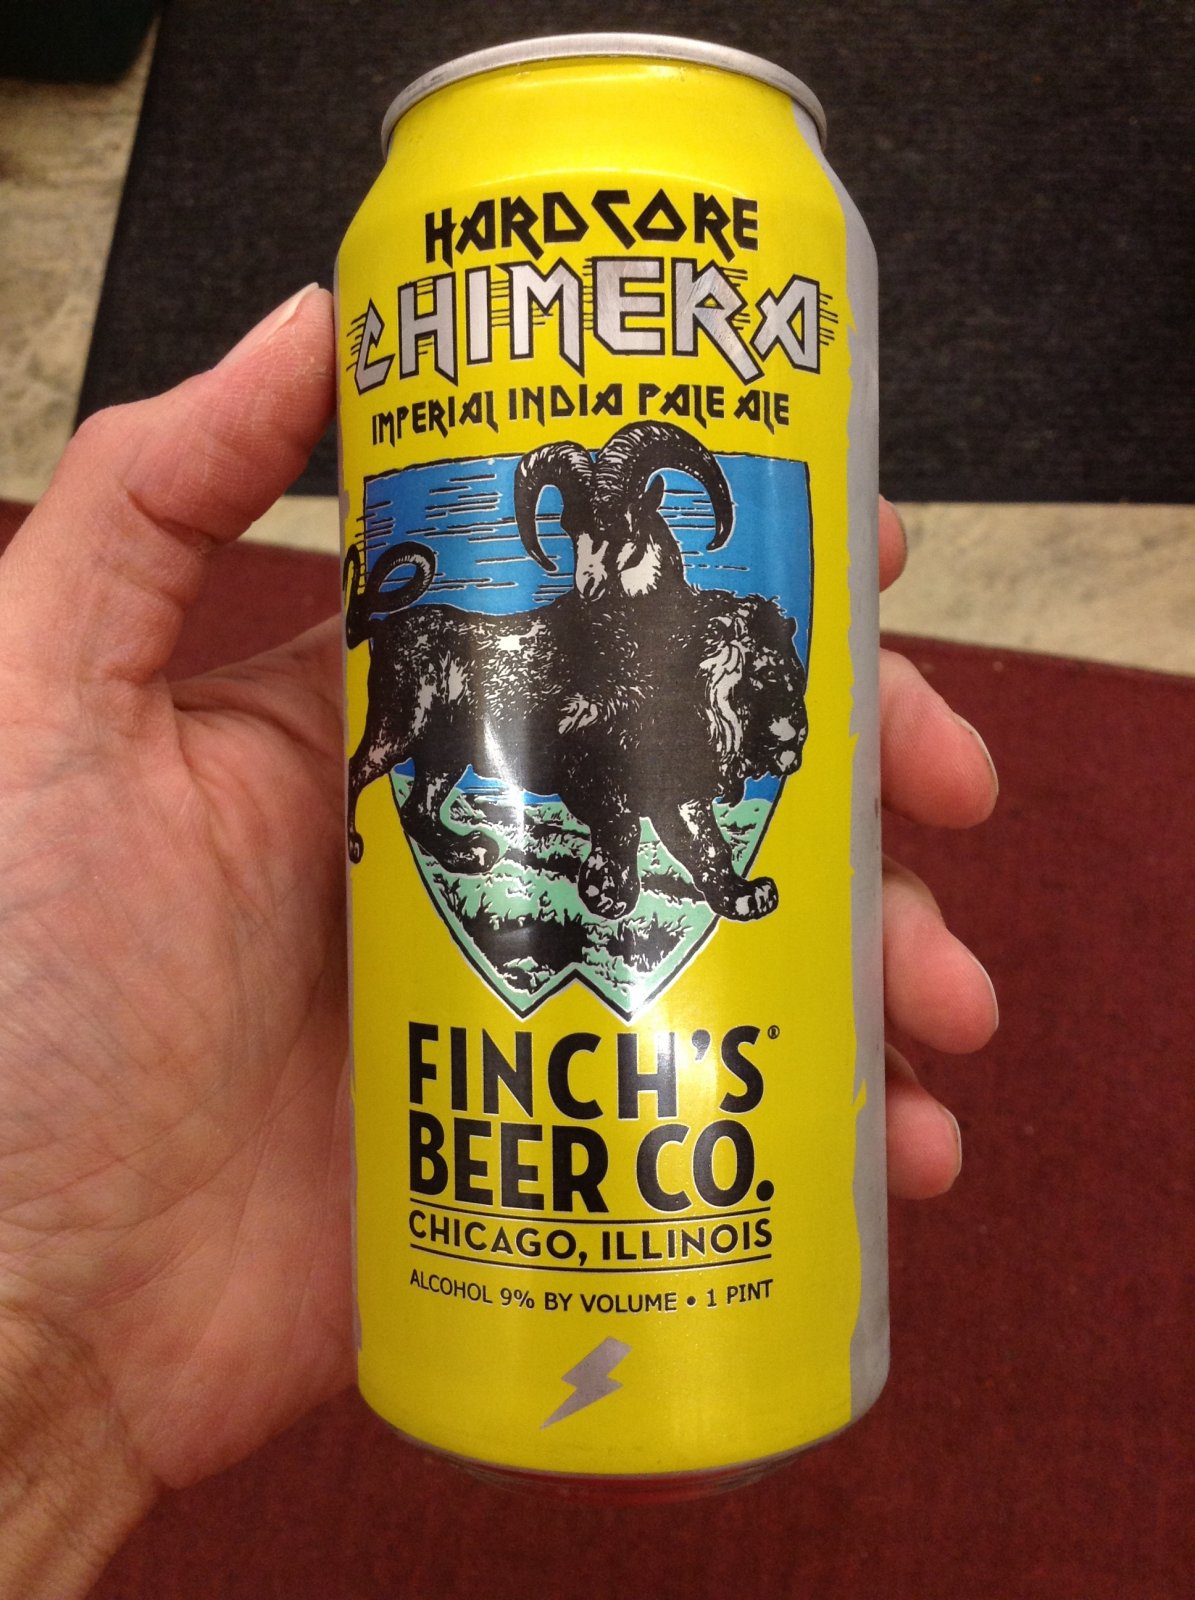 HARDCORE
CHIMERA
IMPERIAL INDIA PALE ALE
FINCH'S®
BEER CO.
CHICAGO, ILLINOIS
ALCOHOL 9% BY VOLUME • 1 PINT